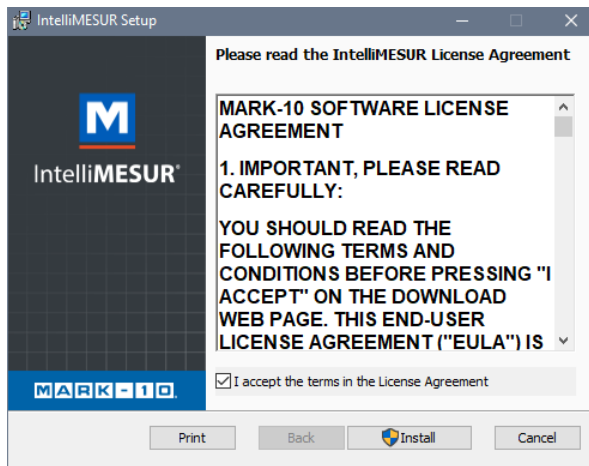 IntelliMESUR Setup
Please read the IntelliMESUR License Agreement
M
IntelliMESUR®
MARK-10 SOFTWARE LICENSE
AGREEMENT
1. IMPORTANT, PLEASE READ
CAREFULLY:
YOU SHOULD READ THE
FOLLOWING TERMS AND
CONDITIONS BEFORE PRESSING "I
ACCEPT" ON THE DOWNLOAD
WEB PAGE. THIS END-USER
LICENSE AGREEMENT ("EULA") IS
I accept the terms in the License Agreement
MARK-10
Print
Back
Install
Cancel